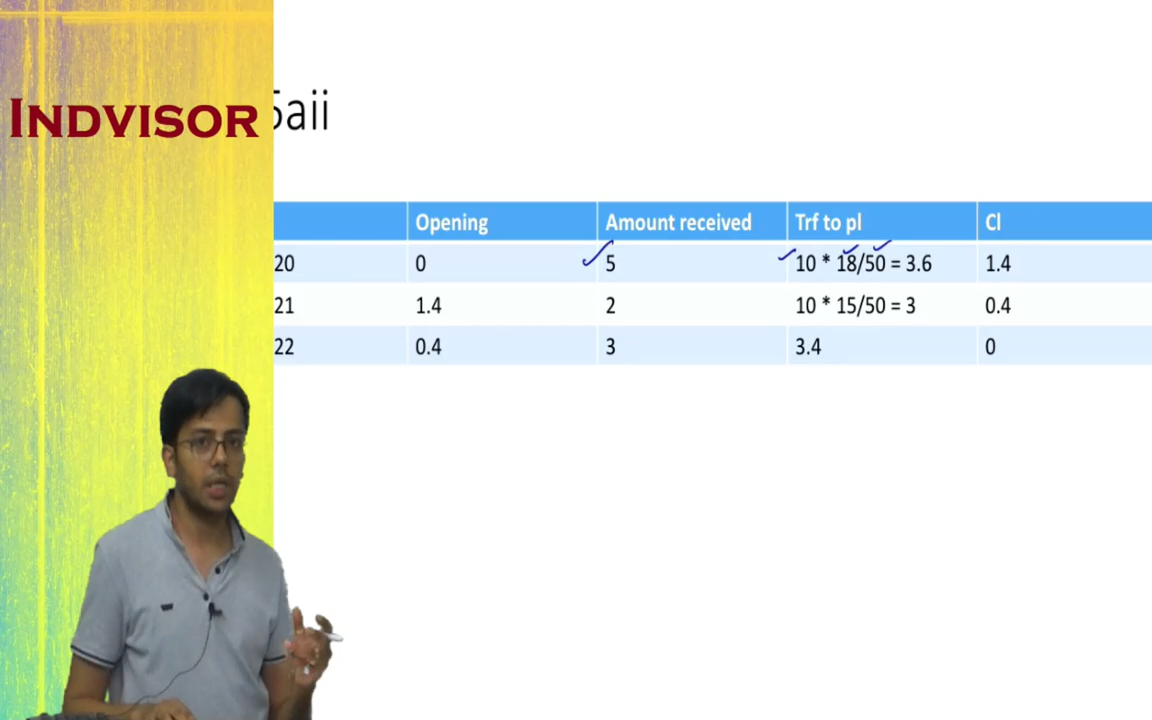 INDVISOR
5aii
Opening Amount received Trf to pl Cl
20 0 5 10 * 18/50 = 3.6 1.4
21 1.4 2 10 * 15/50 = 3 0.4
22 0.4 3 3.4 0